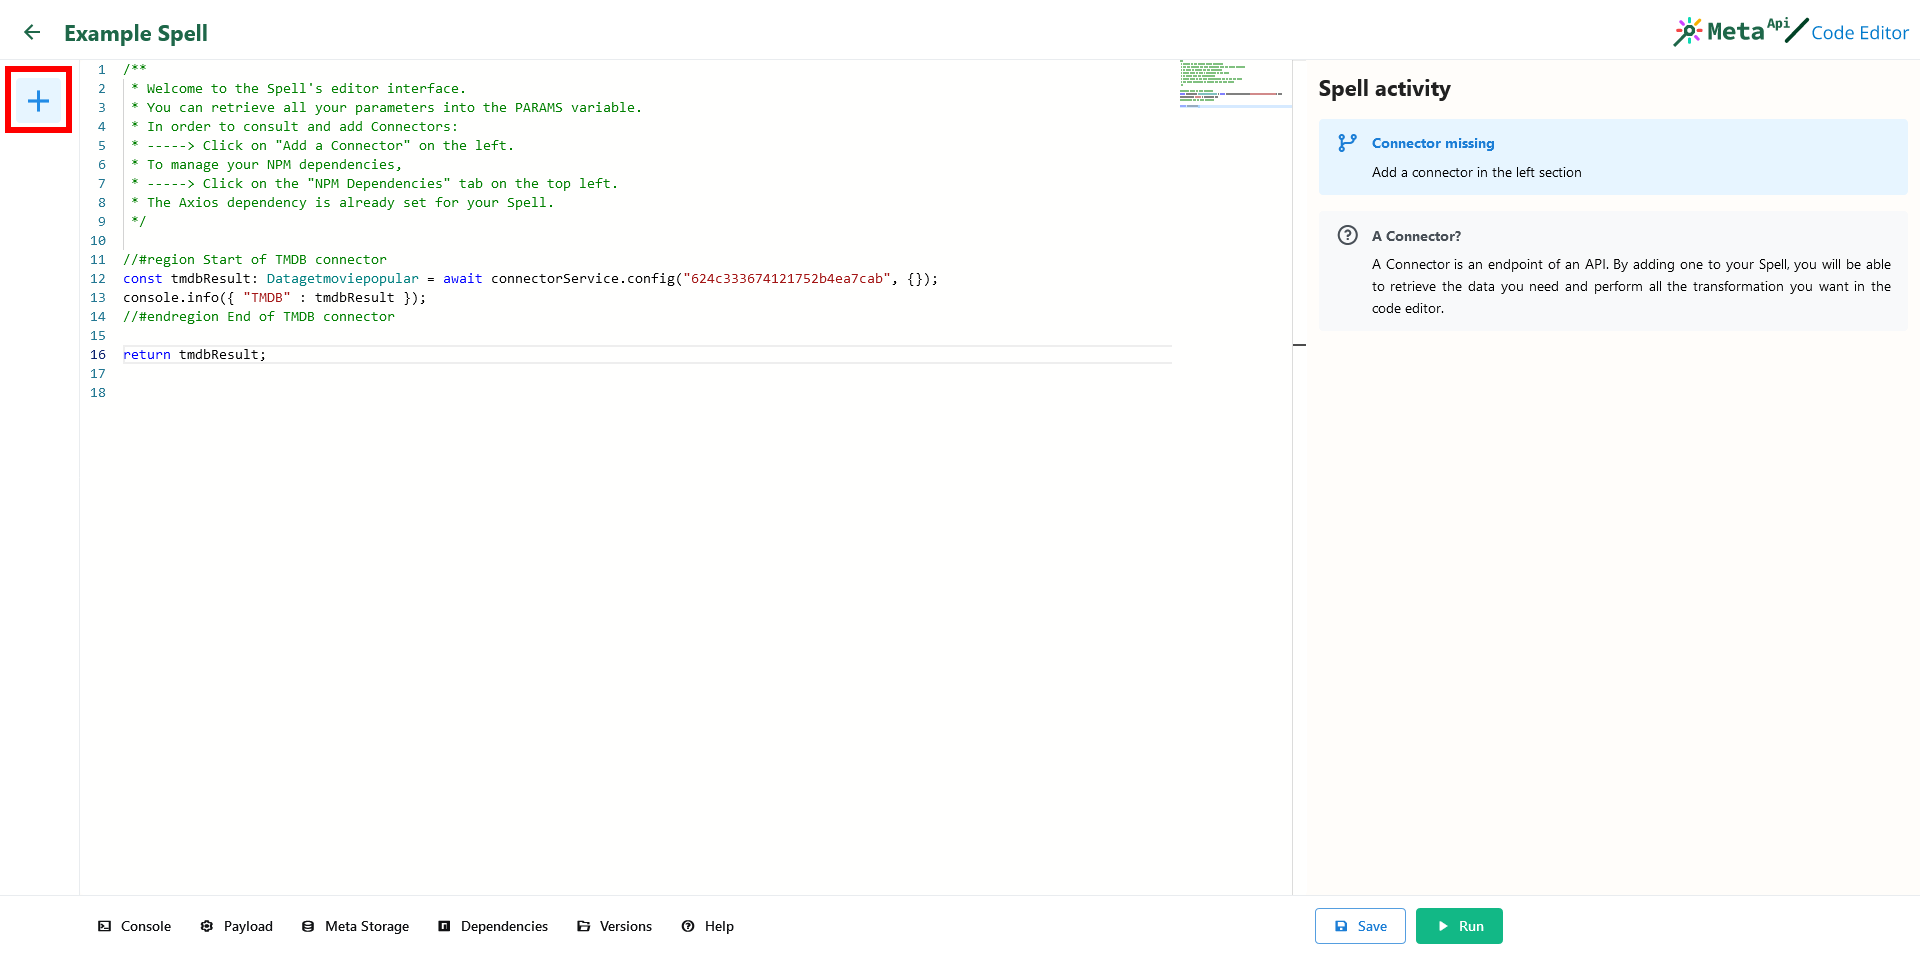 Example Spell
Meta Api Code Editor
1 /**
2 * Welcome to the Spell's editor interface.
3 * You can retrieve all your parameters into the PARAMS variable.
4 * In order to consult and add Connectors:
5 * -----> Click on "Add a Connector" on the left.
6 * To manage your NPM dependencies,
7 * -----> Click on the "NPM Dependencies" tab on the top left.
8 * The Axios dependency is already set for your Spell.
9 */
10
11 //#region Start of TMDB connector
12 const tmdbResult: Datagetmoviepopular = await connectorService.config("624c333674121752b4ea7cab", {});
13 console.info({ "TMDB" : tmdbResult });
14 //#endregion End of TMDB connector
15
16 return tmdbResult;
17
18
Spell activity
Connector missing
Add a connector in the left section
A Connector?
A Connector is an endpoint of an API. By adding one to your Spell, you will be able
to retrieve the data you need and perform all the transformation you want in the
code editor.
Console Payload Meta Storage Dependencies Versions Help
Save Run